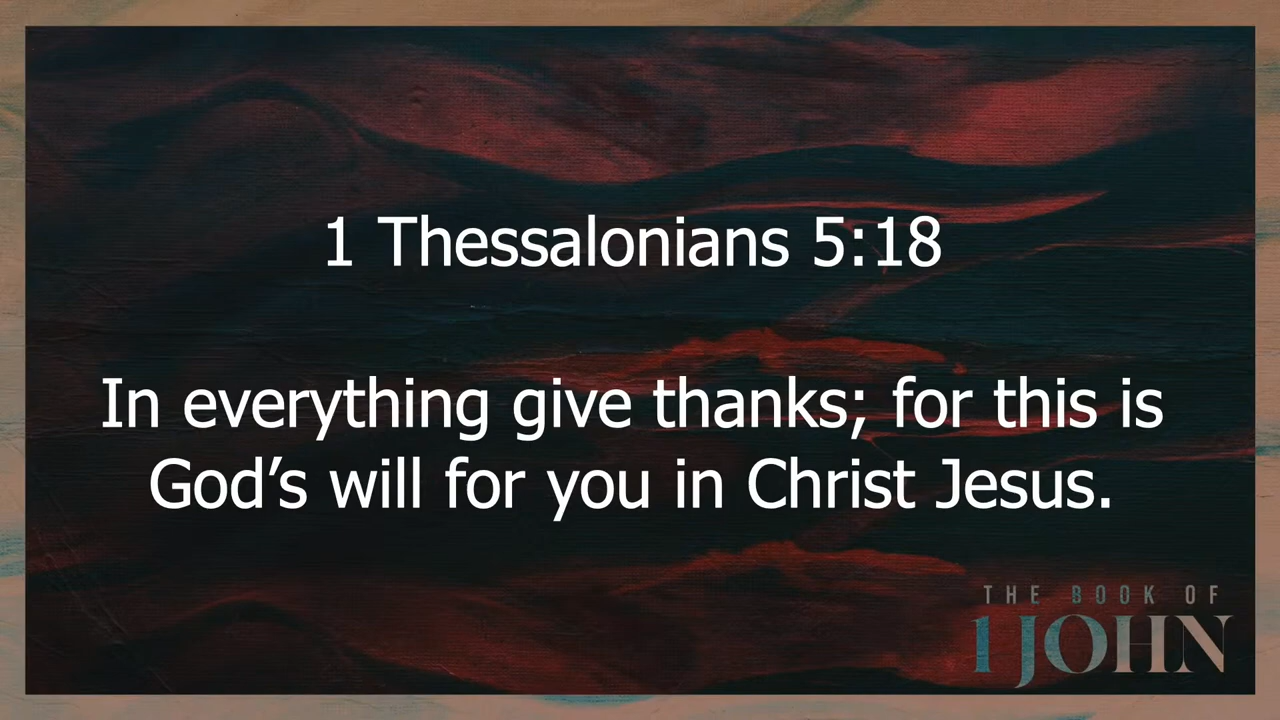 1 Thessalonians 5:18
In everything give thanks; for this is
God’s will for you in Christ Jesus.
THE BOOK OF
1 JOHN